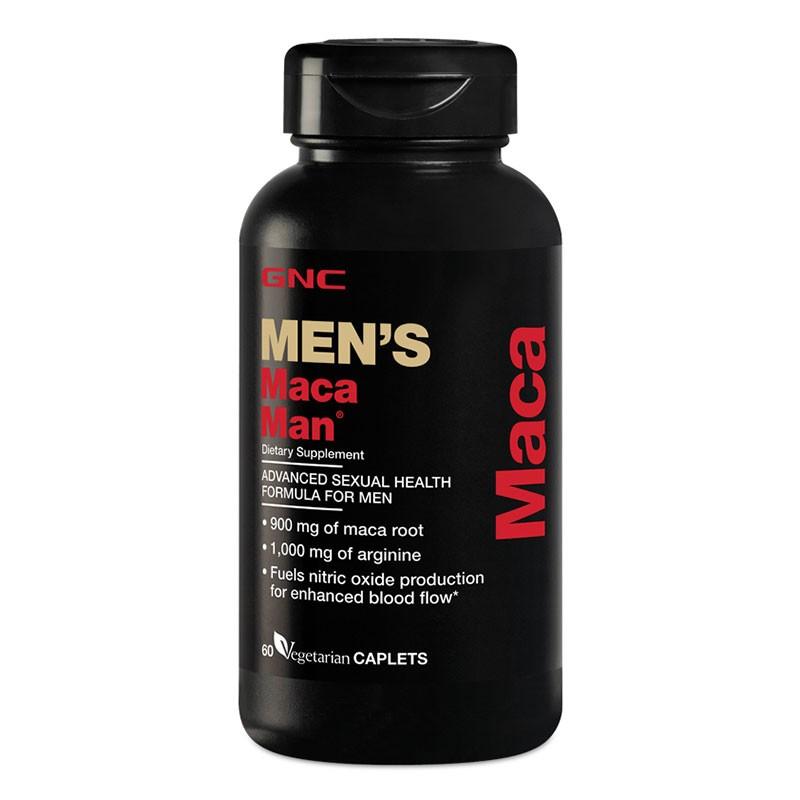 GNC
MEN'S
Maca
Man®
Dietary Supplement
ADVANCED SEXUAL HEALTH
FORMULA FOR MEN
• 900 mg of maca root
• 1,000 mg of arginine
• Fuels nitric oxide production
for enhanced blood flow*
60 Vegetarian CAPLETS
Maca